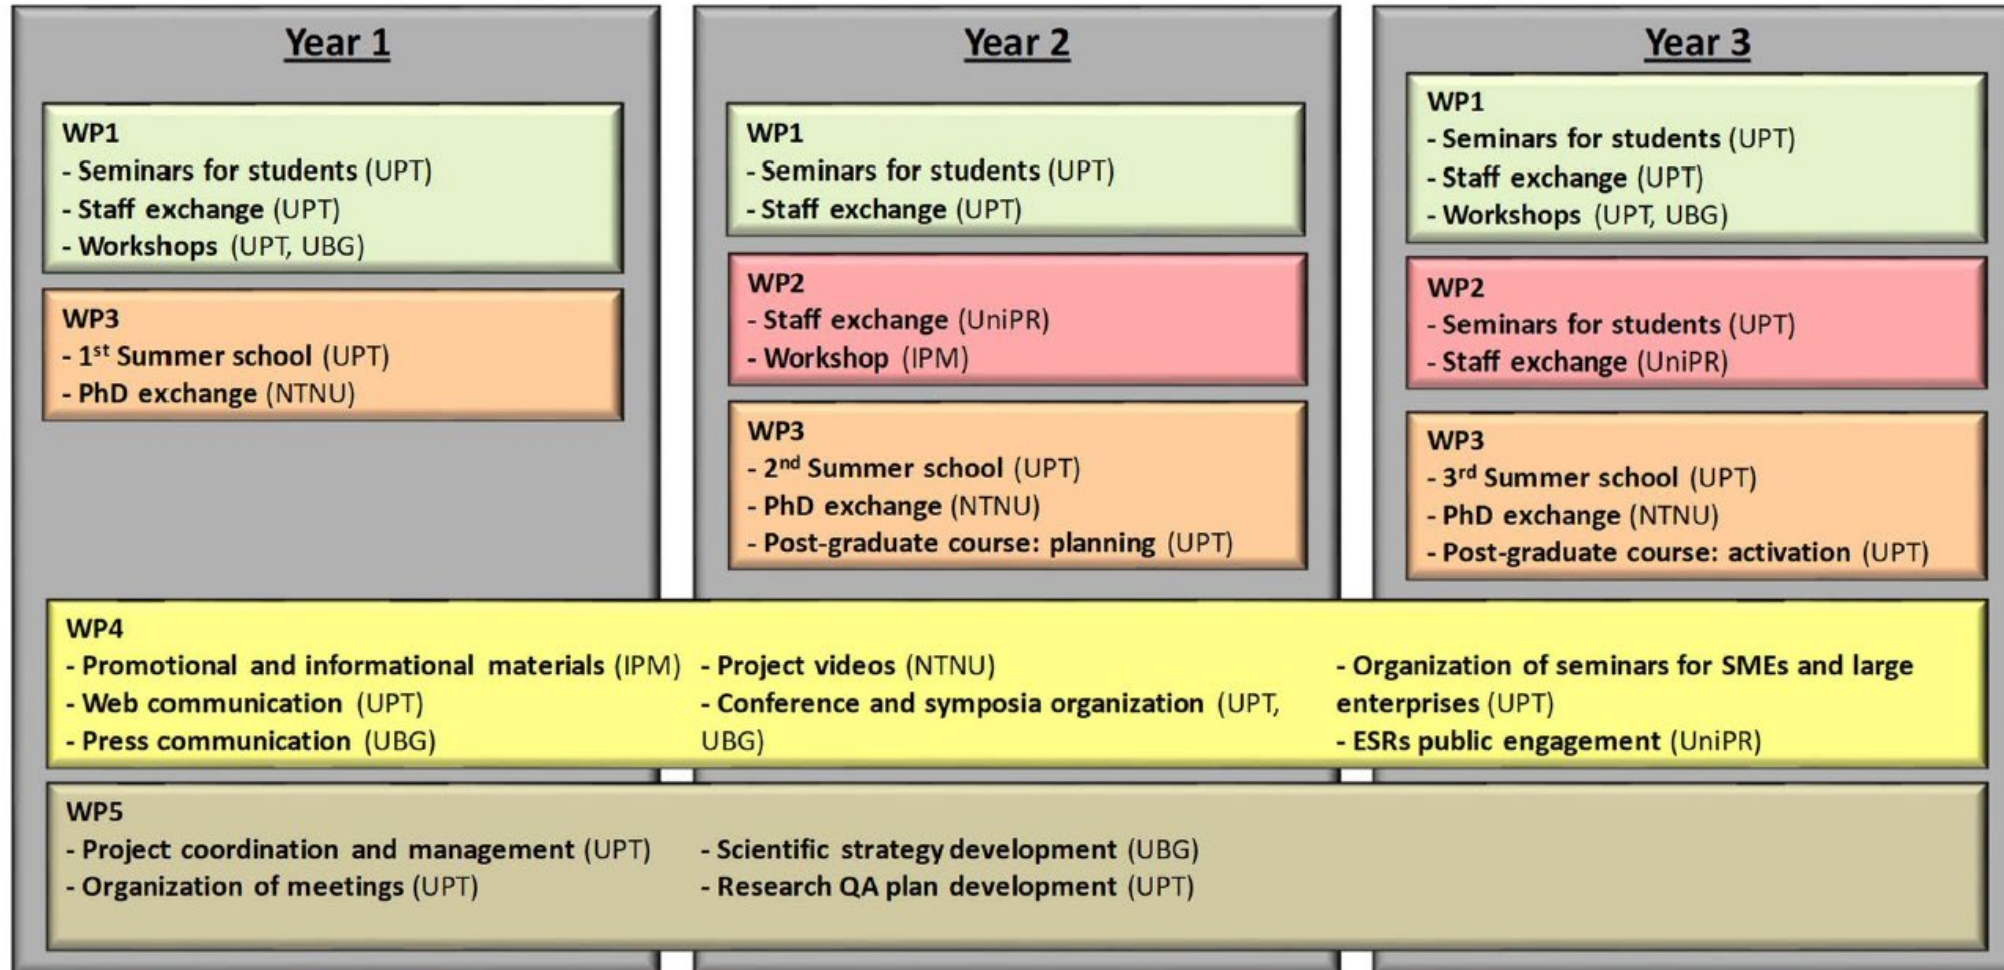 Year 1
WP1
- Seminars for students (UPT)
- Staff exchange (UPT)
- Workshops (UPT, UBG)
WP3
- 1st Summer school (UPT)
- PhD exchange (NTNU)
Year 2
WP1
- Seminars for students (UPT)
- Staff exchange (UPT)
WP2
- Staff exchange (UniPR)
- Workshop (IPM)
WP3
- 2nd Summer school (UPT)
- PhD exchange (NTNU)
- Post-graduate course: planning (UPT)
Year 3
WP1
- Seminars for students (UPT)
- Staff exchange (UPT)
- Workshops (UPT, UBG)
WP2
- Seminars for students (UPT)
- Staff exchange (UniPR)
WP3
- 3rd Summer school (UPT)
- PhD exchange (NTNU)
- Post-graduate course: activation (UPT)
WP4
- Promotional and informational materials (IPM)
- Web communication (UPT)
- Press communication (UBG)
- Project videos (NTNU)
- Conference and symposia organization (UPT,
UBG)
- Organization of seminars for SMEs and large
enterprises (UPT)
- ESRs public engagement (UniPR)
WP5
- Project coordination and management (UPT)
- Organization of meetings (UPT)
- Scientific strategy development (UBG)
- Research QA plan development (UPT)